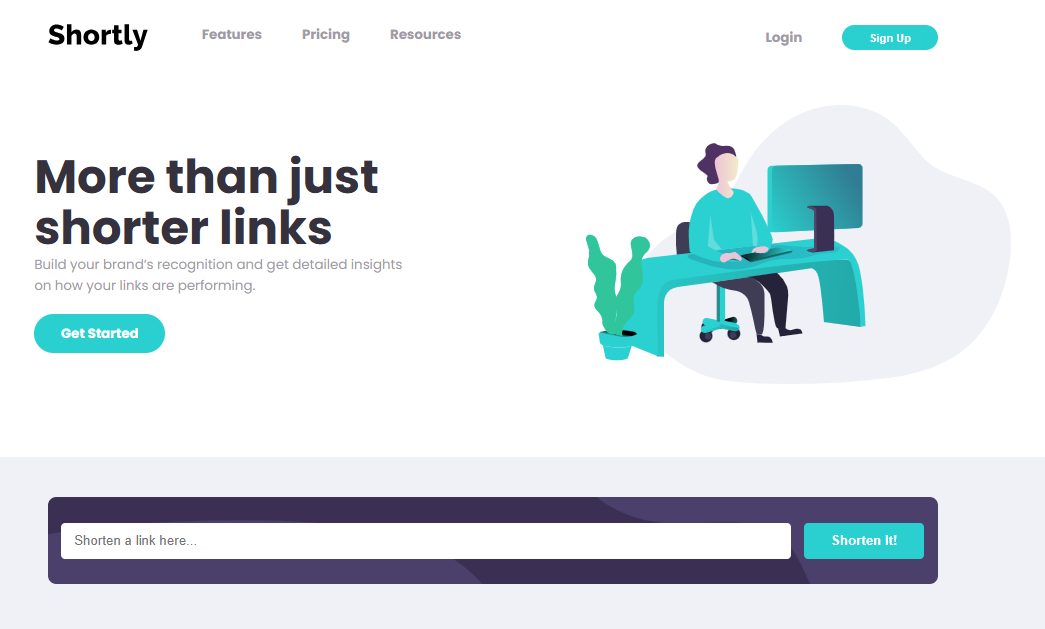 Shortly
Features
Pricing
Resources
Login
Sign Up
More than just
shorter links
Build your brand’s recognition and get detailed insights
on how your links are performing.
Get Started
Shorten a link here...
Shorten It!